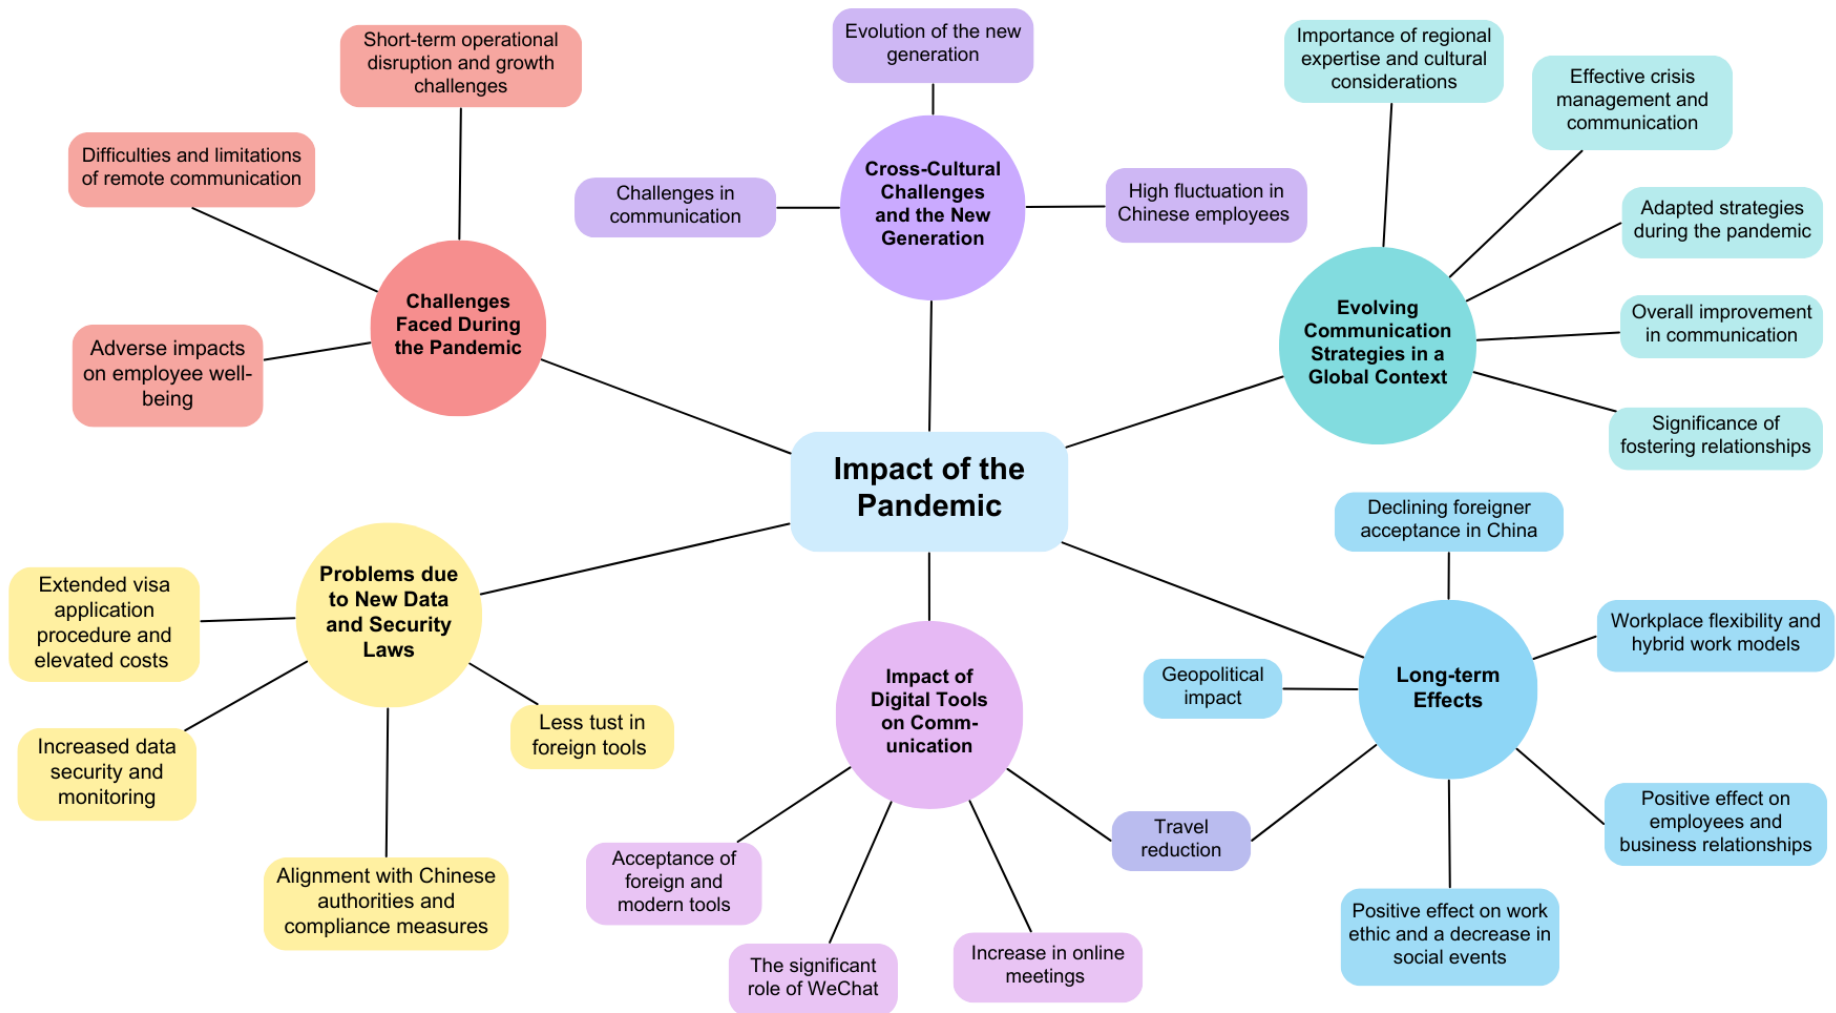 Short-term operational
disruption and growth
challenges
Difficulties and limitations
of remote communication
Adverse impacts
on employee well-
being
Challenges
Faced During
the Pandemic
Evolution of the new
generation
Challenges in
communication
Cross-Cultural
Challenges
and the New
Generation
High fluctuation in
Chinese employees
Importance of regional
expertise and cultural
considerations
Effective crisis
management and
communication
Adapted strategies
during the pandemic
Overall improvement
in communication
Significance of
fostering relationships
Evolving
Communication
Strategies in a
Global Context
Impact of the
Pandemic
Problems due
to New Data
and Security
Laws
Extended visa
application
procedure and
elevated costs
Increased data
security and
monitoring
Alignment with Chinese
authorities and
compliance measures
Less tust in
foreign tools
Impact of
Digital Tools
on Comm-
unication
Acceptance of
foreign and
modern tools
The significant
role of WeChat
Increase in online
meetings
Travel
reduction
Long-term
Effects
Declining foreigner
acceptance in China
Workplace flexibility and
hybrid work models
Geopolitical
impact
Positive effect on
employees and
business relationships
Positive effect on work
ethic and a decrease in
social events